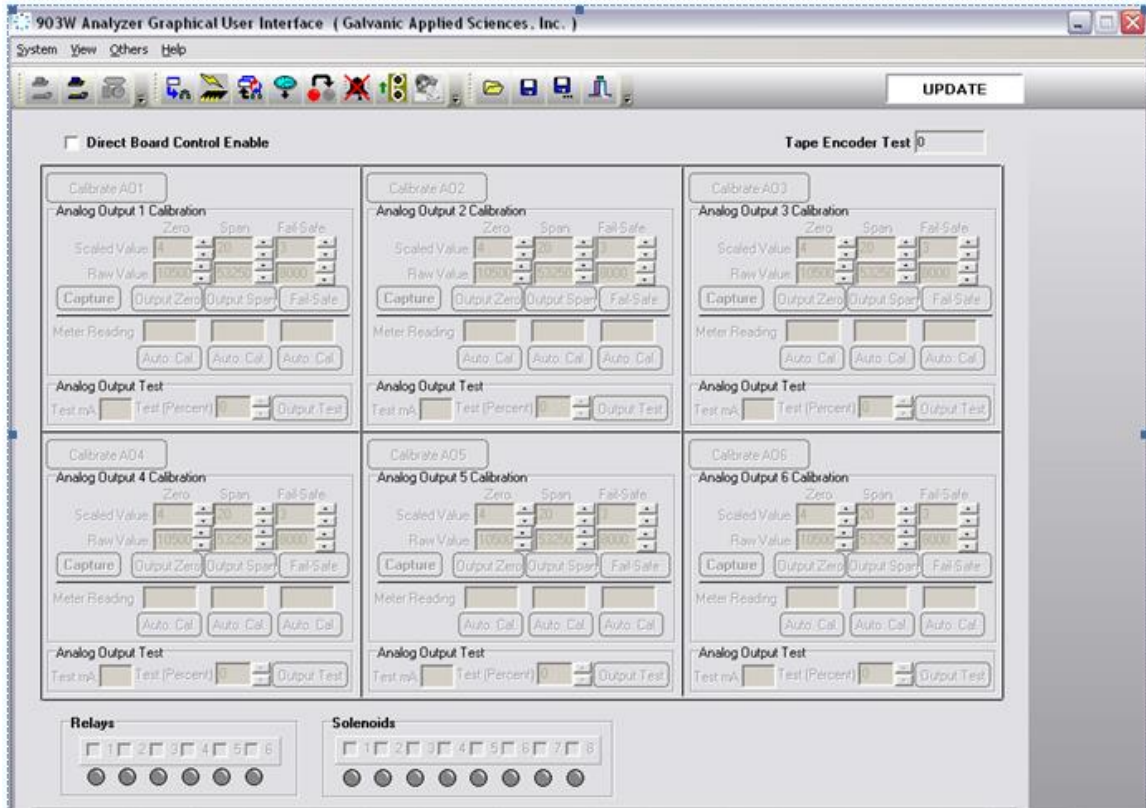 903W Analyzer Graphical User Interface ( Galvanic Applied Sciences, Inc. )
System View Others Help
UPDATE
Direct Board Control Enable
Tape Encoder Test 0
Calibrate AO1 Calibrate AO2 Calibrate AO3
Analog Output 1 Calibration Analog Output 2 Calibration Analog Output 3 Calibration
Zero Span Fail-Safe Zero Span Fail-Safe Zero Span Fail-Safe
Scaled Value 4 20 3 Scaled Value 4 20 3 Scaled Value 4 20 3
Raw Value 10500 53250 8000 Raw Value 10500 53250 8000 Raw Value 10500 53250 8000
Capture Output Zero Output Span Fail-Safe Capture Output Zero Output Span Fail-Safe Capture Output Zero Output Span Fail-Safe
Meter Reading Meter Reading Meter Reading
Auto. Cal. Auto. Cal. Auto. Cal. Auto. Cal. Auto. Cal. Auto. Cal. Auto. Cal. Auto. Cal. Auto. Cal.
Analog Output Test Analog Output Test Analog Output Test
Test mA Test (Percent) 0 Output Test Test mA Test (Percent) 0 Output Test Test mA Test (Percent) 0 Output Test
Calibrate AO4 Calibrate AO5 Calibrate AO6
Analog Output 4 Calibration Analog Output 5 Calibration Analog Output 6 Calibration
Zero Span Fail-Safe Zero Span Fail-Safe Zero Span Fail-Safe
Scaled Value 4 20 3 Scaled Value 4 20 3 Scaled Value 4 20 3
Raw Value 10500 53250 8000 Raw Value 10500 53250 8000 Raw Value 10500 53250 8000
Capture Output Zero Output Span Fail-Safe Capture Output Zero Output Span Fail-Safe Capture Output Zero Output Span Fail-Safe
Meter Reading Meter Reading Meter Reading
Auto. Cal. Auto. Cal. Auto. Cal. Auto. Cal. Auto. Cal. Auto. Cal. Auto. Cal. Auto. Cal. Auto. Cal.
Analog Output Test Analog Output Test Analog Output Test
Test mA Test (Percent) 0 Output Test Test mA Test (Percent) 0 Output Test Test mA Test (Percent) 0 Output Test
Relays Solenoids
1 2 3 4 5 6 1 2 3 4 5 6 7 8